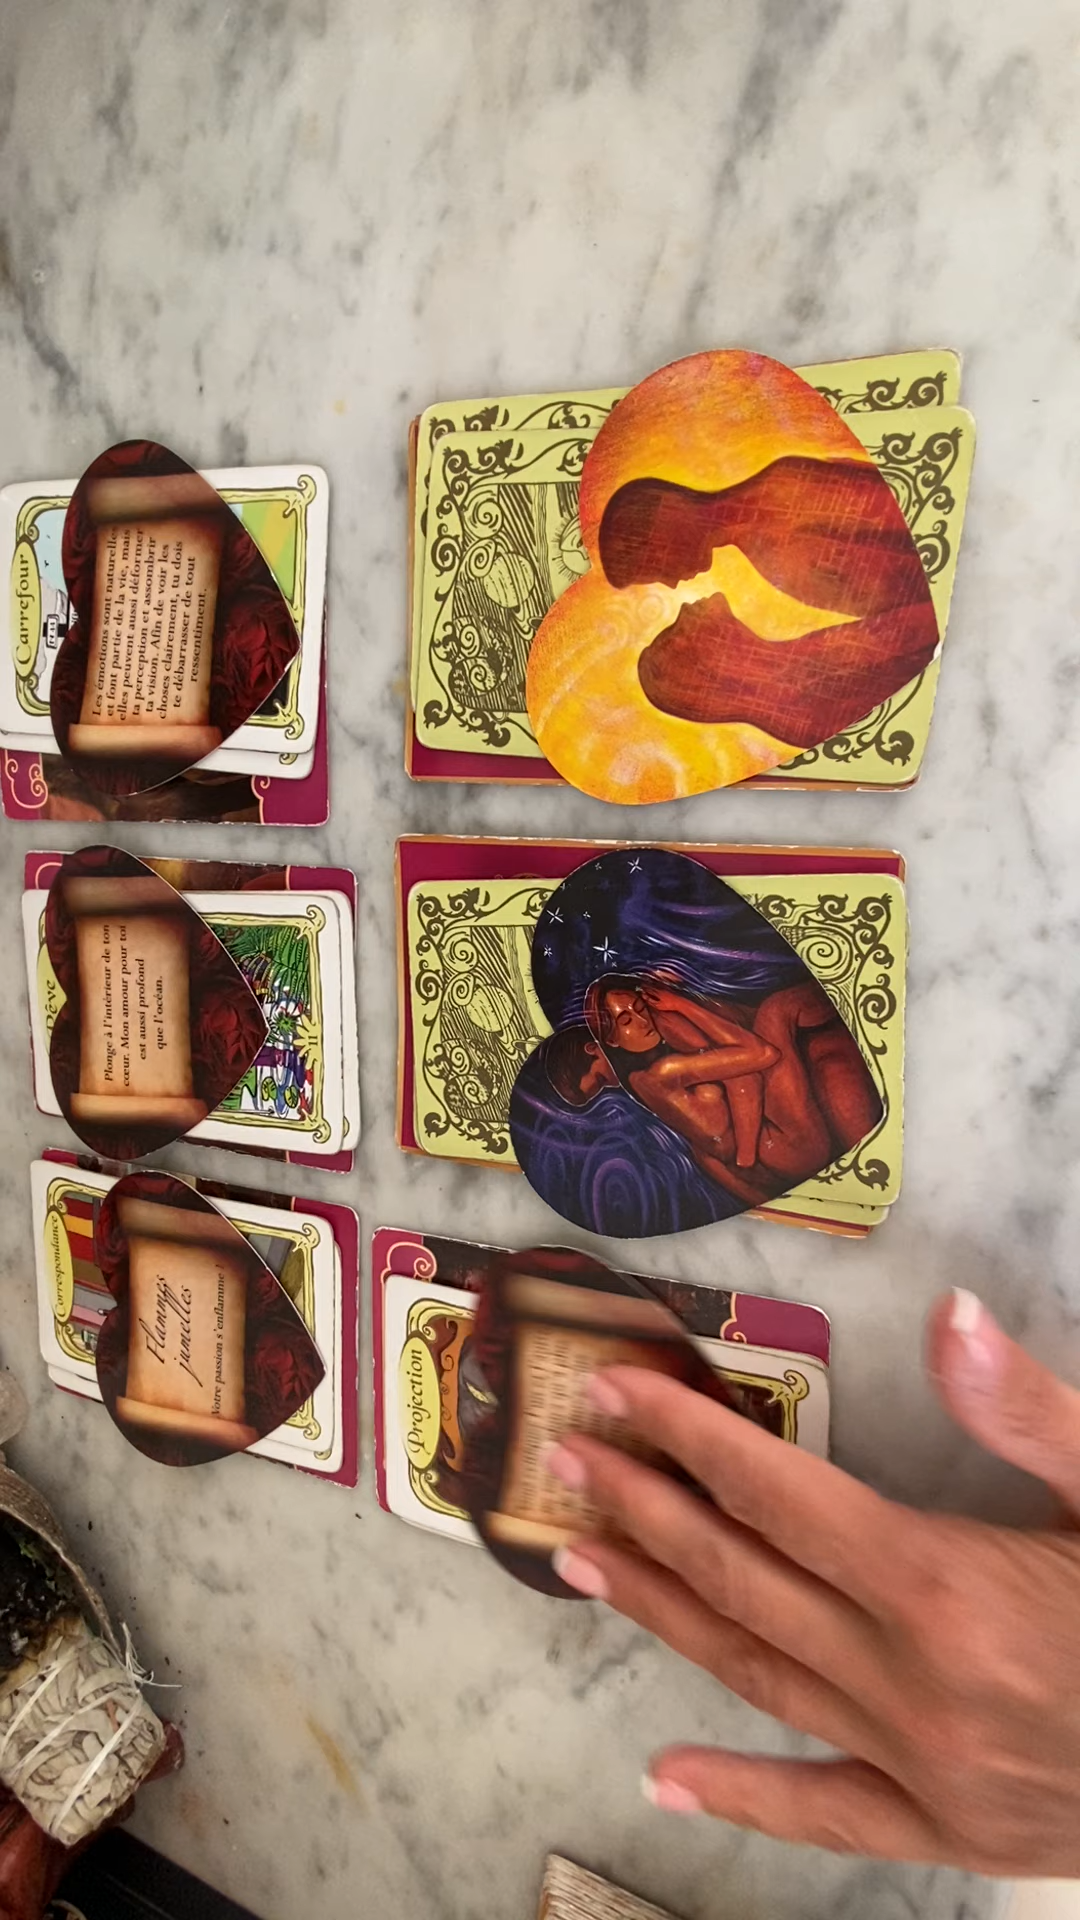 Carrefour
Les émotions sont naturelles
et font partie de la vie, mais
elles peuvent aussi déformer
ta perception et assombrir
ta vision. Afin de voir les
choses clairement, tu dois
te débarrasser de tout
ressentiment.
Rêve
Plonge à l'intérieur de ton
cœur. Mon amour pour toi
est aussi profond
que l'océan.
11
Correspondance
Flammes
jumelles
Votre passion s'enflamme !
Projection